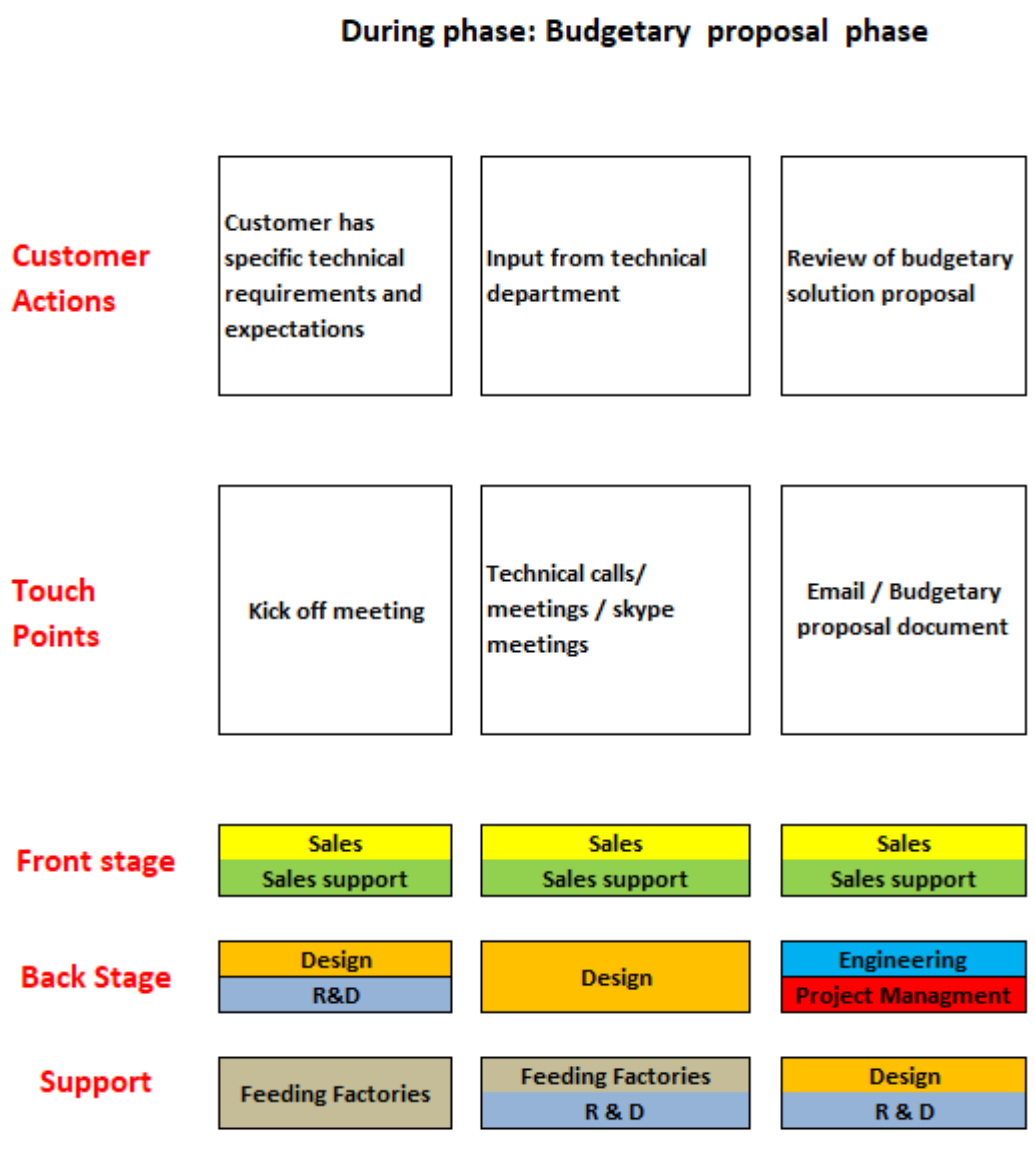 During phase: Budgetary proposal phase
Customer
Actions
Customer has
specific technical
requirements and
expectations
Input from technical
department
Review of budgetary
solution proposal
Touch
Points
Kick off meeting
Technical calls/
meetings / skype
meetings
Email / Budgetary
proposal document
Front stage
Sales
Sales support
Sales
Sales support
Sales
Sales support
Back Stage
Design
R&D
Design
Engineering
Project Managment
Support
Feeding Factories
Feeding Factories
R & D
Design
R & D